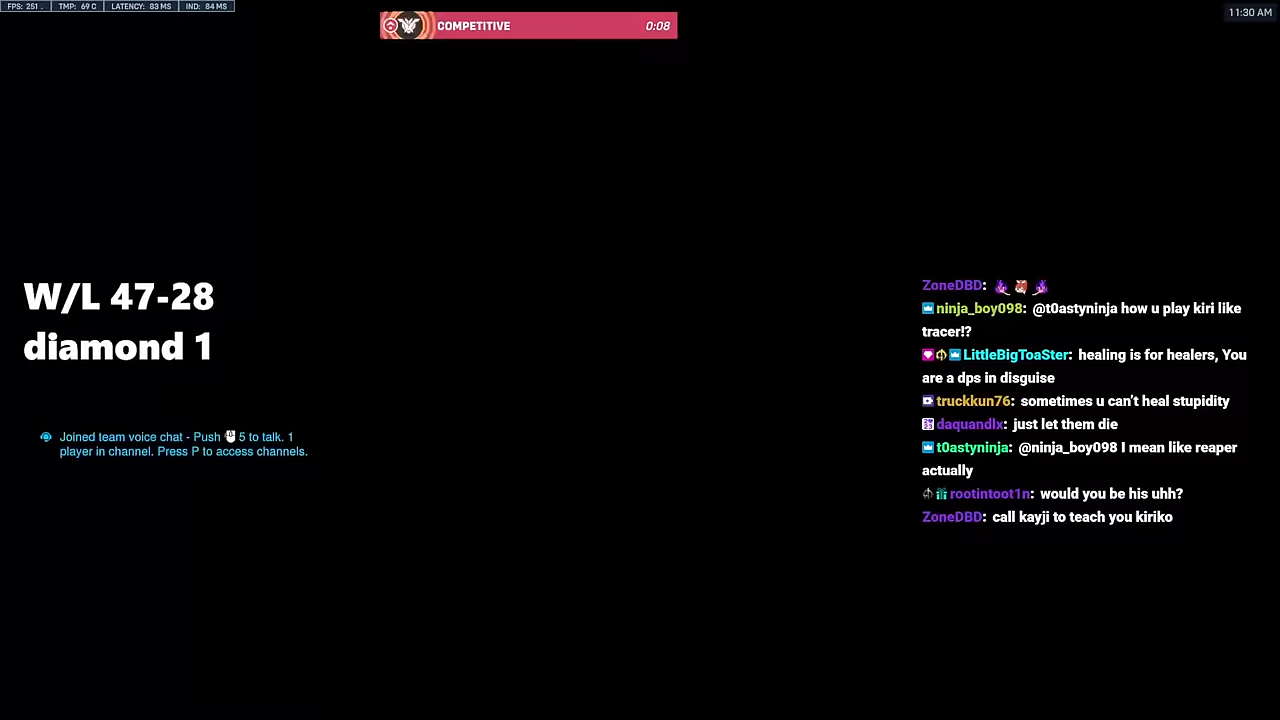 FPS: 251 . TMP: 69 C LATENCY: 83 MS IND: 84 MS
COMPETITIVE 0:08
11:30 AM
W/L 47-28
diamond 1
Joined team voice chat - Push 5 to talk. 1
player in channel. Press P to access channels.
ZoneDBD:
ninja_boy098: @t0astyninja how u play kiri like
tracer!?
LittleBigToaSter: healing is for healers, You
are a dps in disguise
truckkun76: sometimes u can't heal stupidity
daquandlx: just let them die
t0astyninja: @ninja_boy098 I mean like reaper
actually
rootintoot1n: would you be his uhh?
ZoneDBD: call kayji to teach you kiriko